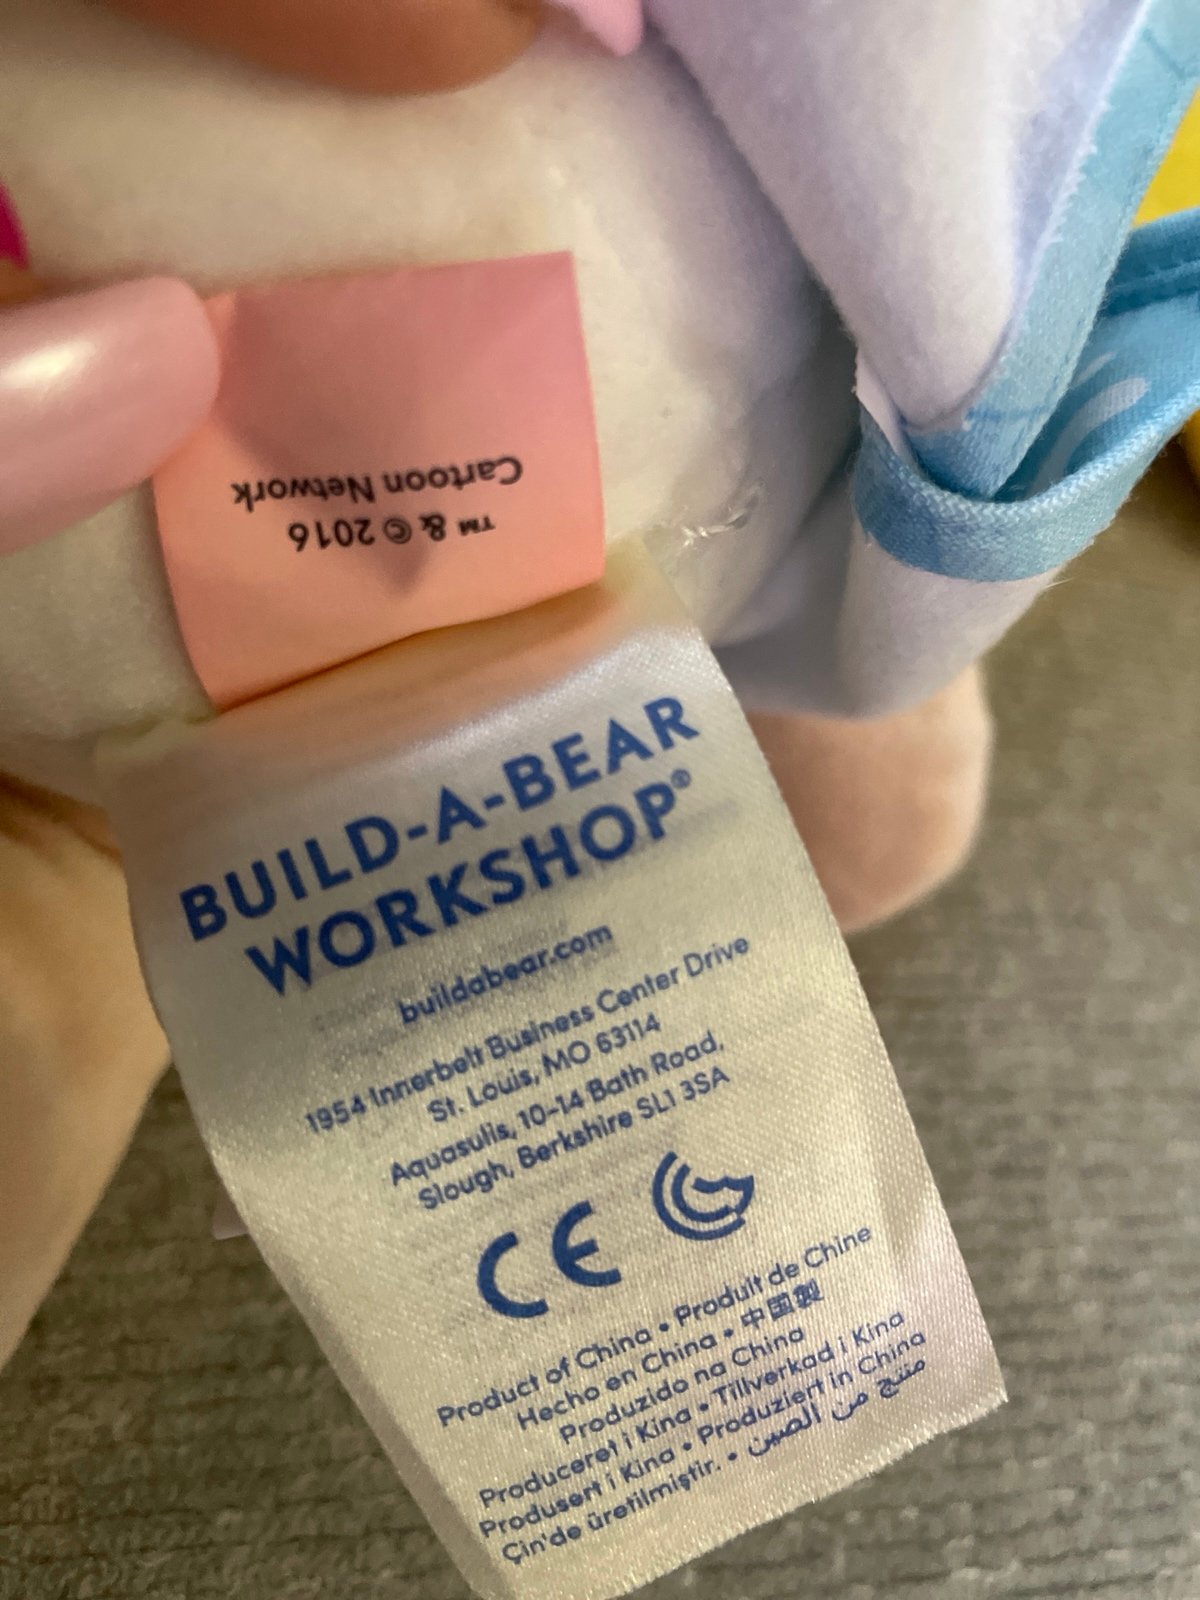 ™ & © 2016
Cartoon Network
BUILD-A-BEAR
WORKSHOP®
buildabear.com
1954 Innerbelt Business Center Drive
St. Louis, MO 63114
Aquasulis, 10-14 Bath Road,
Slough, Berkshire SL1 3SA
CE
Product of China • Produit de Chine
Hecho en China • 中国製
Produzido na China
Produceret i Kina • Tillverkad i Kina
Produsert i Kina • Produziert in China
Çin'de üretilmiştir. • منتج من الصين